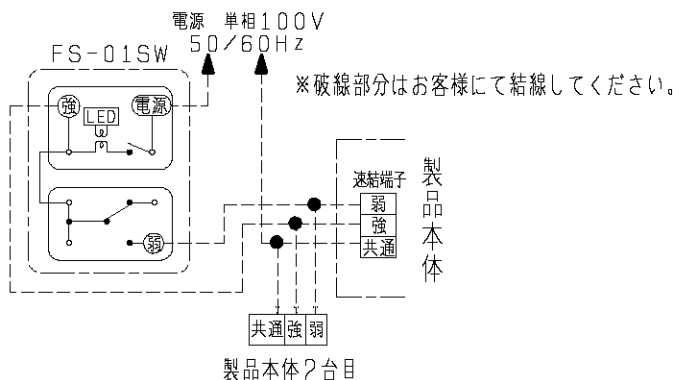 電源 単相100V
50/60Hz
FS-01SW
※破線部分はお客様にて結線してください。
強
LED
電源
速結端子
弱
強
共通
製品本体
弱
共通 強 弱
製品本体2台目